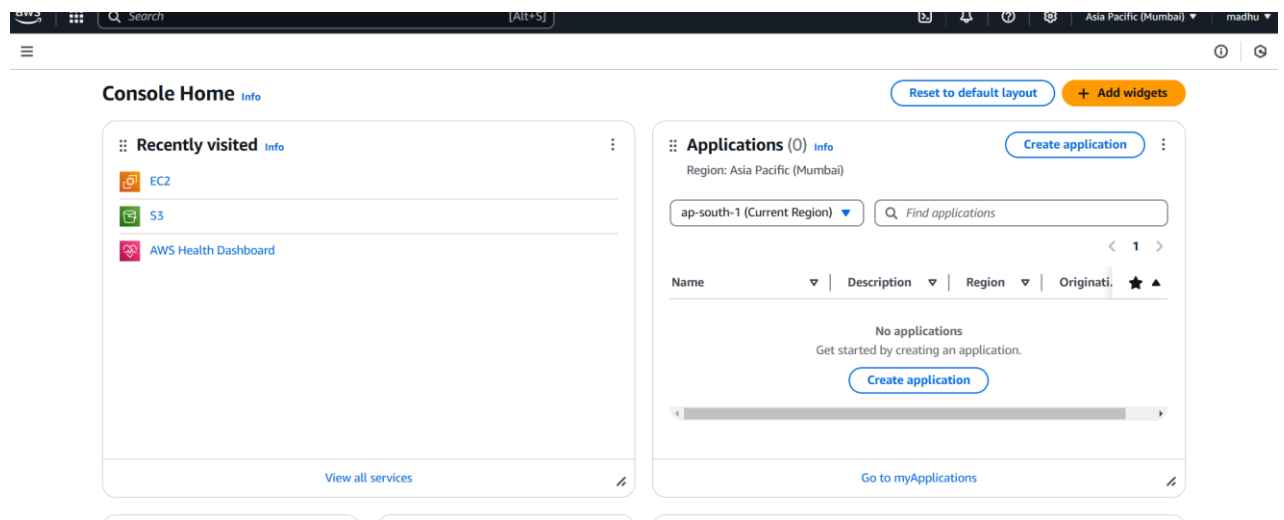 aws
Search [Alt+S] Asia Pacific (Mumbai) madhu
Console Home Info
Reset to default layout
+ Add widgets
Recently visited Info
EC2
S3
AWS Health Dashboard
View all services
Applications (0) Info
Create application
Region: Asia Pacific (Mumbai)
ap-south-1 (Current Region)
Find applications
1
Name Description Region Originati.
No applications
Get started by creating an application.
Create application
Go to myApplications